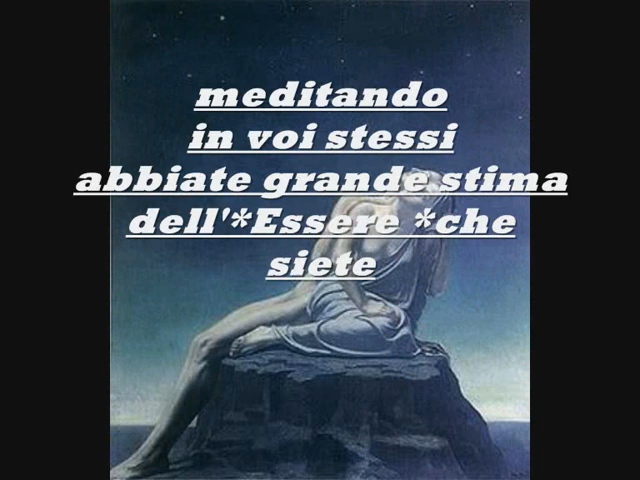 meditando
in voi stessi
abbiate grande stima
dell'*Essere *che
siete